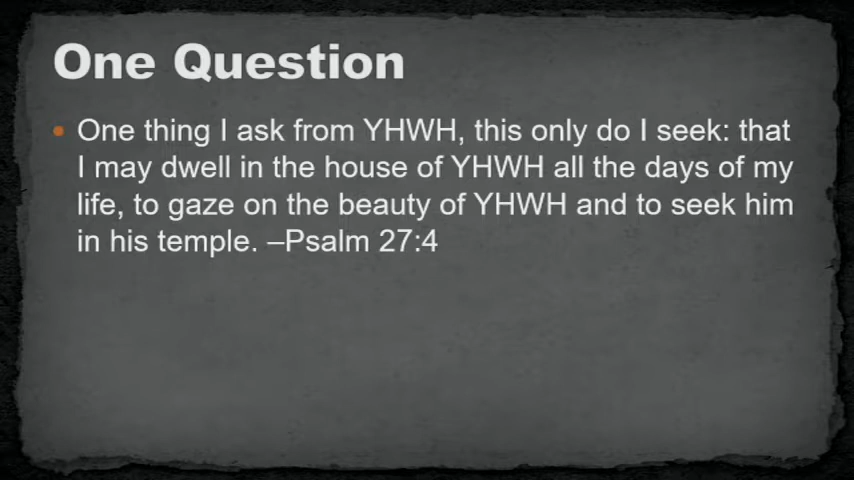 One Question
• One thing I ask from YHWH, this only do I seek: that
I may dwell in the house of YHWH all the days of my
life, to gaze on the beauty of YHWH and to seek him
in his temple. –Psalm 27:4